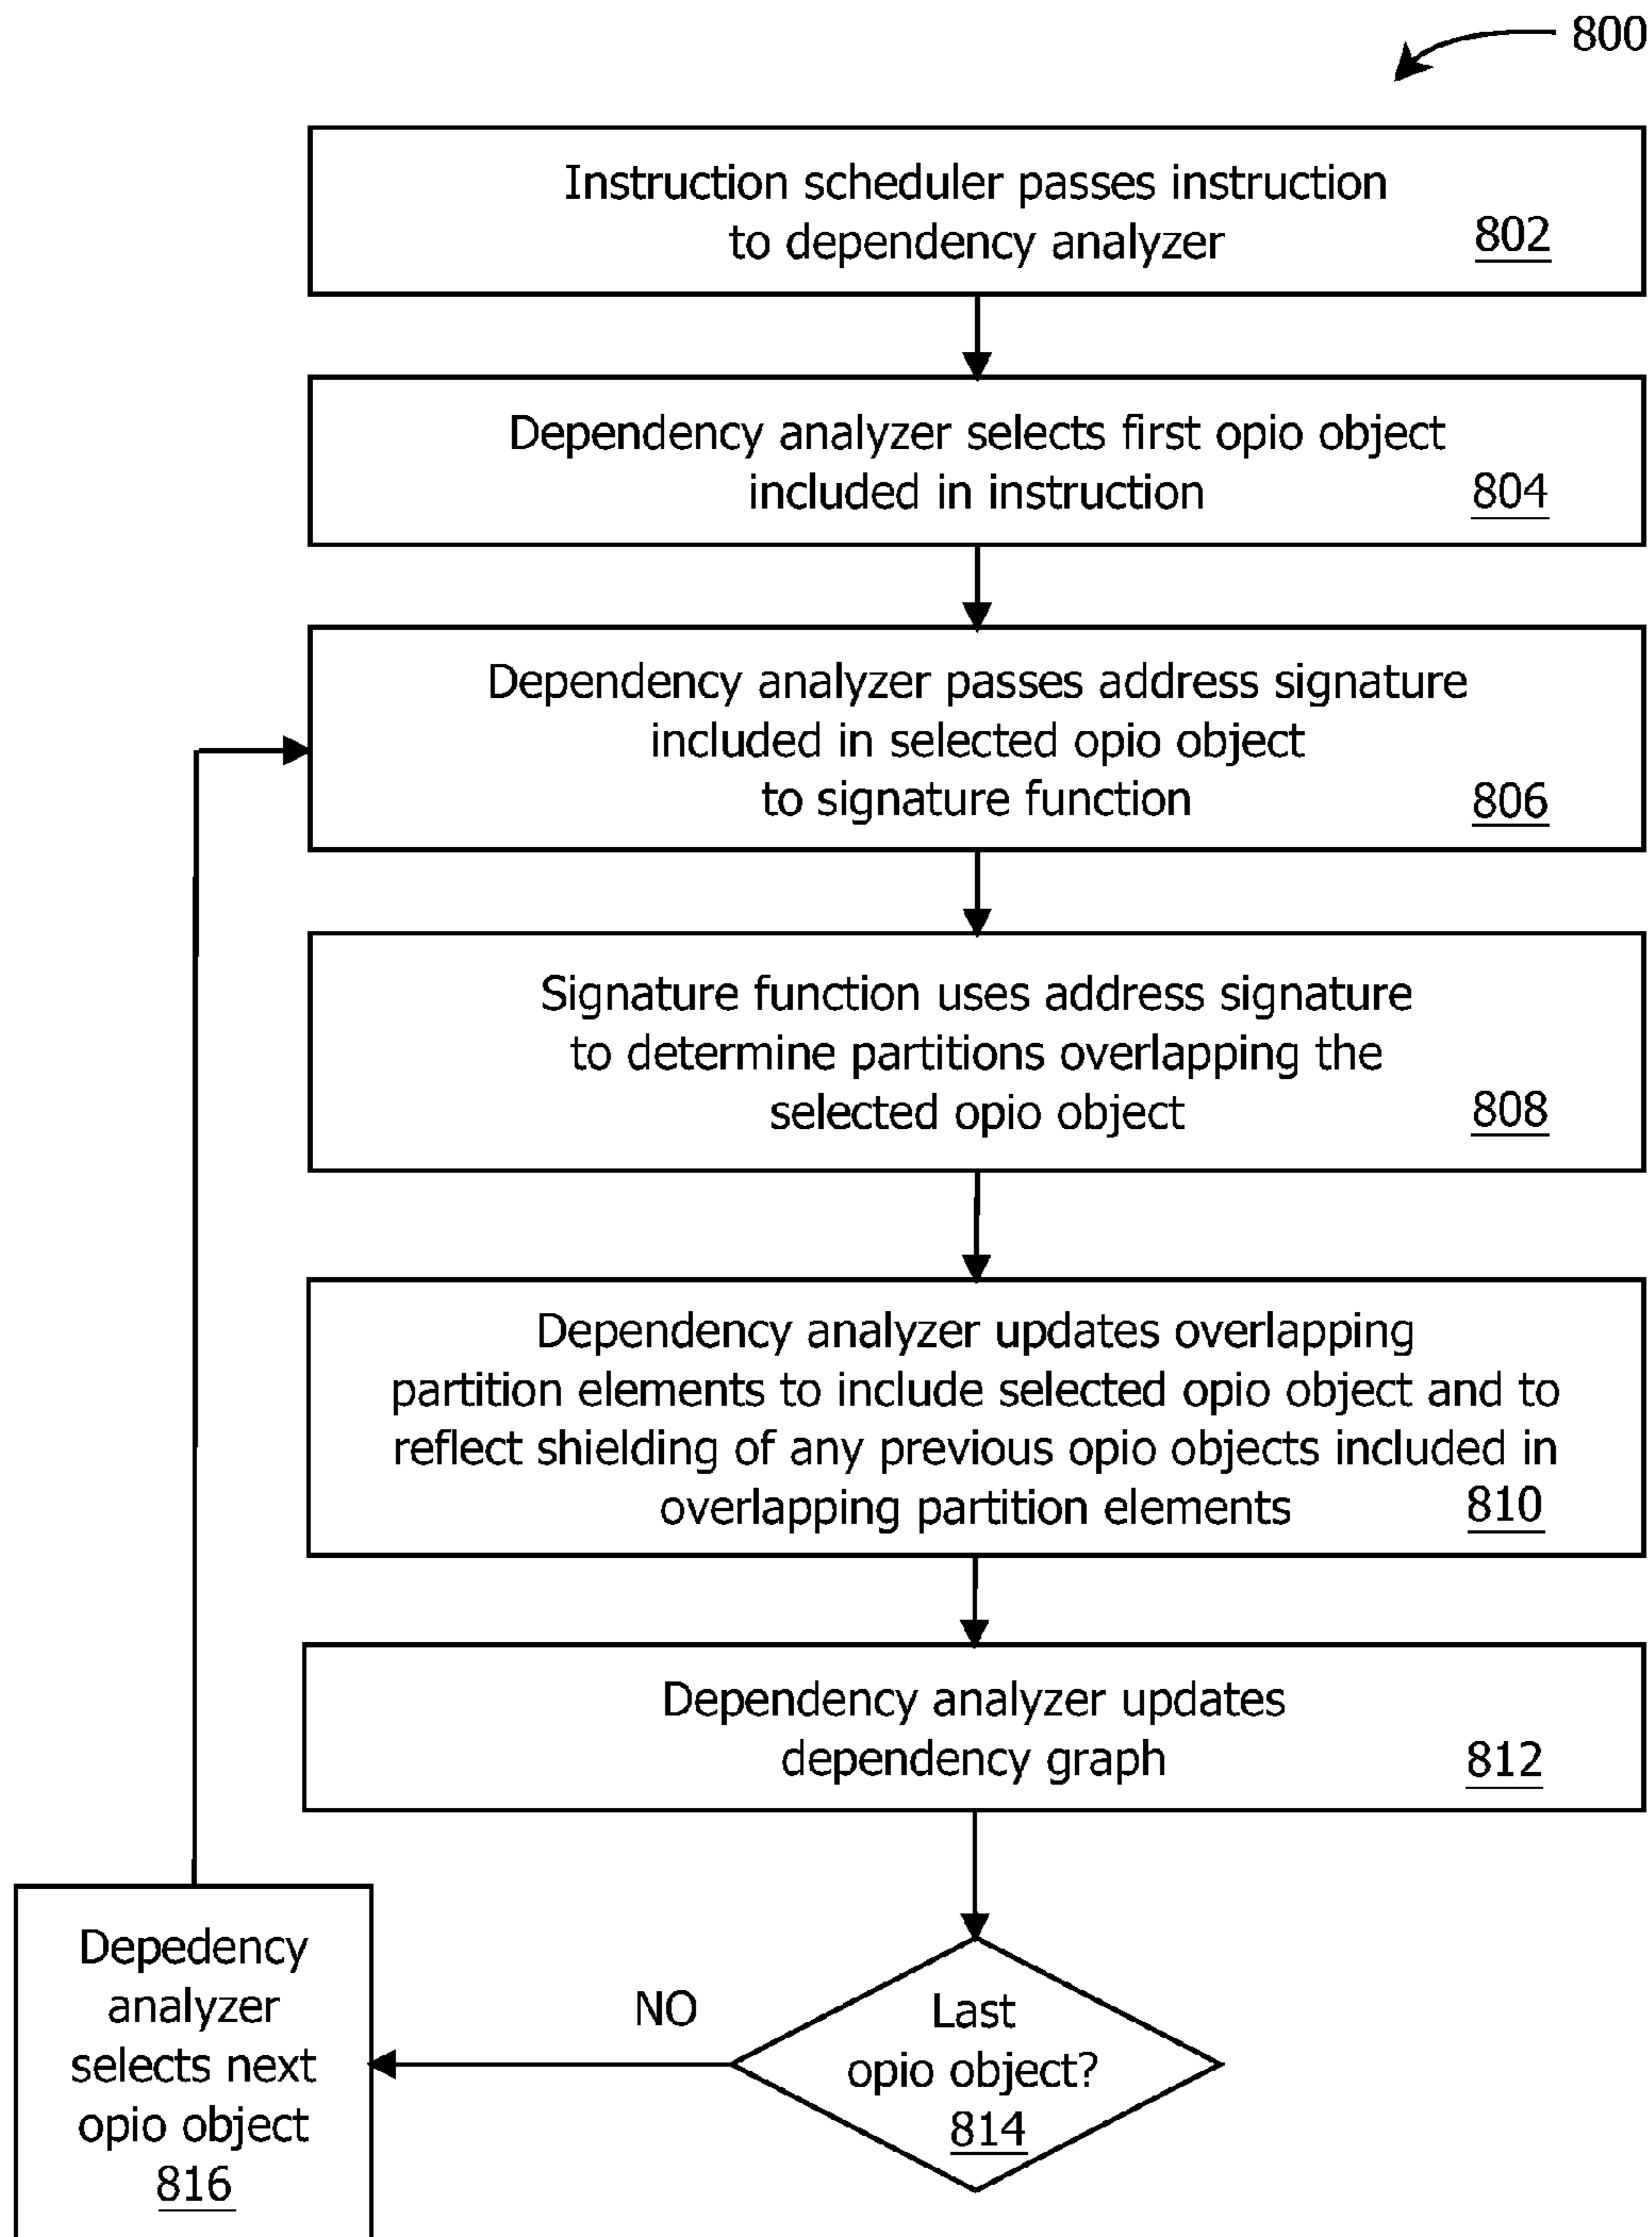 800
Instruction scheduler passes instruction
to dependency analyzer
802
Dependency analyzer selects first opio object
included in instruction
804
Dependency analyzer passes address signature
included in selected opio object
to signature function
806
Signature function uses address signature
to determine partitions overlapping the
selected opio object
808
Dependency analyzer updates overlapping
partition elements to include selected opio object and to
reflect shielding of any previous opio objects included in
overlapping partition elements
810
Dependency analyzer updates
dependency graph
812
Last
opio object?
814
NO
Depedency
analyzer
selects next
opio object
816